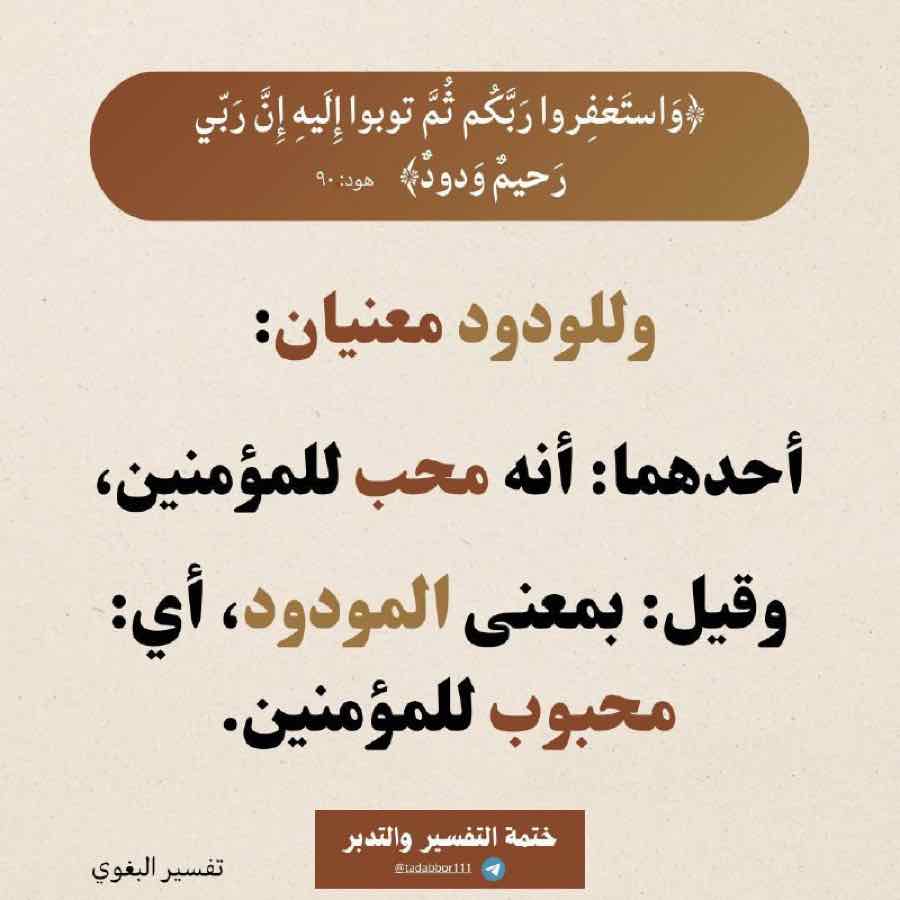 ﴿وَاستَغفِروا رَبَّكُم ثُمَّ توبوا إِلَيهِ إِنَّ رَبّي
رَحيمٌ وَدودٌ﴾ هود: ٩٠
وللودود معنيان:
أحدهما: أنه محب للمؤمنين،
وقيل: بمعنى المودود، أي:
محبوب للمؤمنين.
ختمة التفسير والتدبر
@tadabbor111
تفسير البغوي